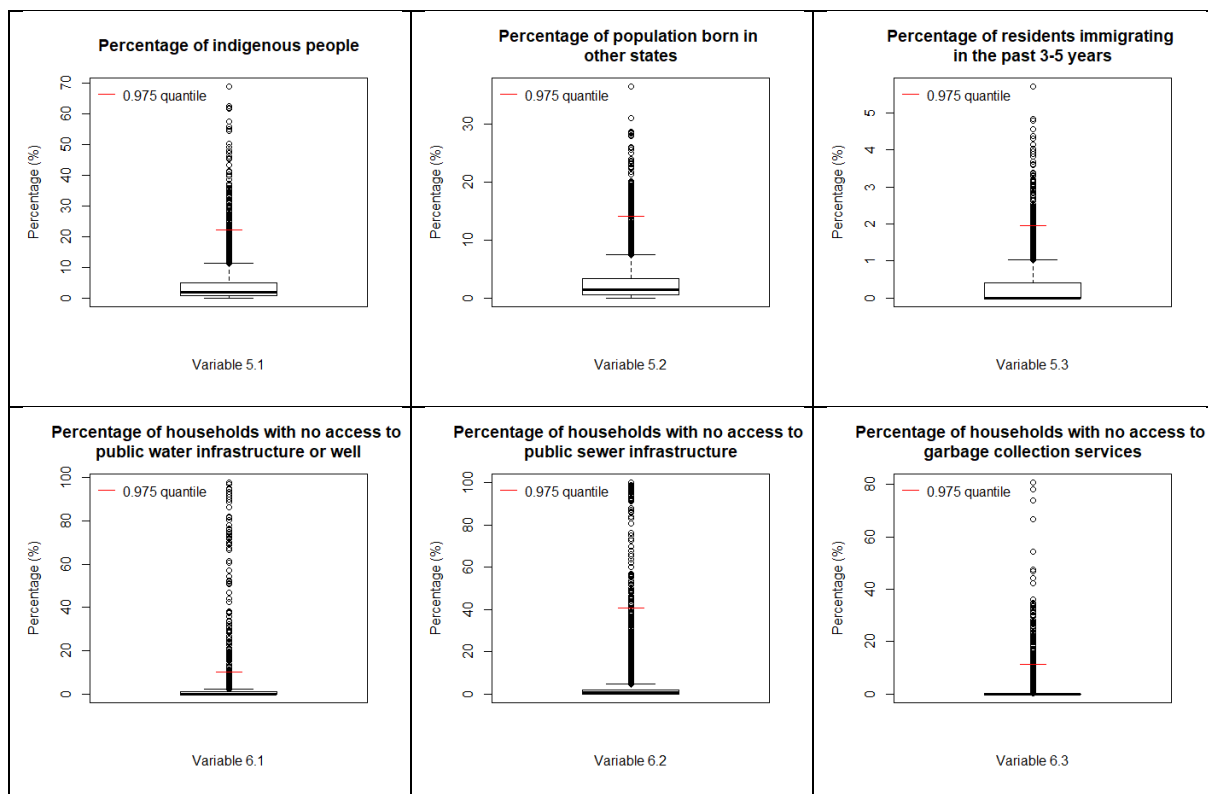 Percentage of indigenous people
0.975 quantile
Percentage (%)
0
10
20
30
40
50
60
70
Variable 5.1
Percentage of population born in
other states
0.975 quantile
Percentage (%)
0
10
20
30
Variable 5.2
Percentage of residents immigrating
in the past 3-5 years
0.975 quantile
Percentage (%)
0
1
2
3
4
5
Variable 5.3
Percentage of households with no access to
public water infrastructure or well
0.975 quantile
Percentage (%)
0
20
40
60
80
100
Variable 6.1
Percentage of households with no access to
public sewer infrastructure
0.975 quantile
Percentage (%)
0
20
40
60
80
100
Variable 6.2
Percentage of households with no access to
garbage collection services
0.975 quantile
Percentage (%)
0
20
40
60
80
Variable 6.3